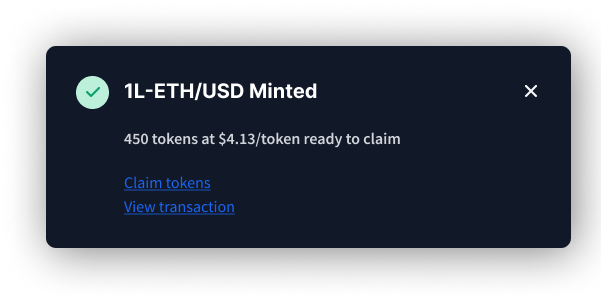 1L-ETH/USD Minted
450 tokens at $4.13/token ready to claim
Claim tokens
View transaction